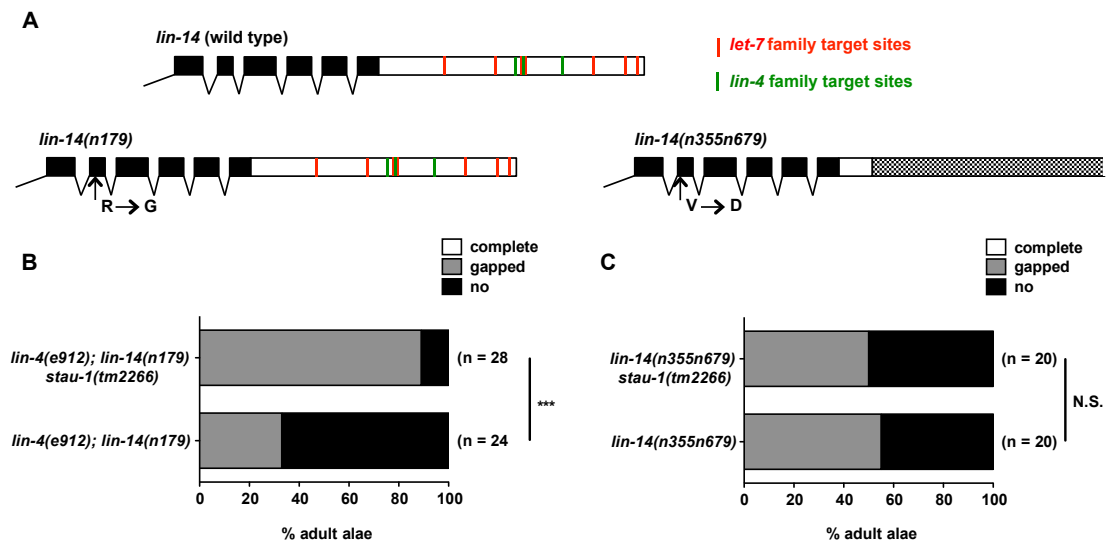 A
lin-14 (wild type)
let-7 family target sites
lin-4 family target sites
lin-14(n179)
R → G
lin-14(n355n679)
V → D
B
complete
gapped
no
lin-4(e912); lin-14(n179)
stau-1(tm2266)
(n = 28
lin-4(e912); lin-14(n179)
(n = 24
***
0 20 40 60 80 100
% adult alae
C
complete
gapped
no
lin-14(n355n679)
stau-1(tm2266)
(n = 20)
lin-14(n355n679)
(n = 20)
N.S.
0 20 40 60 80 100
% adult alae